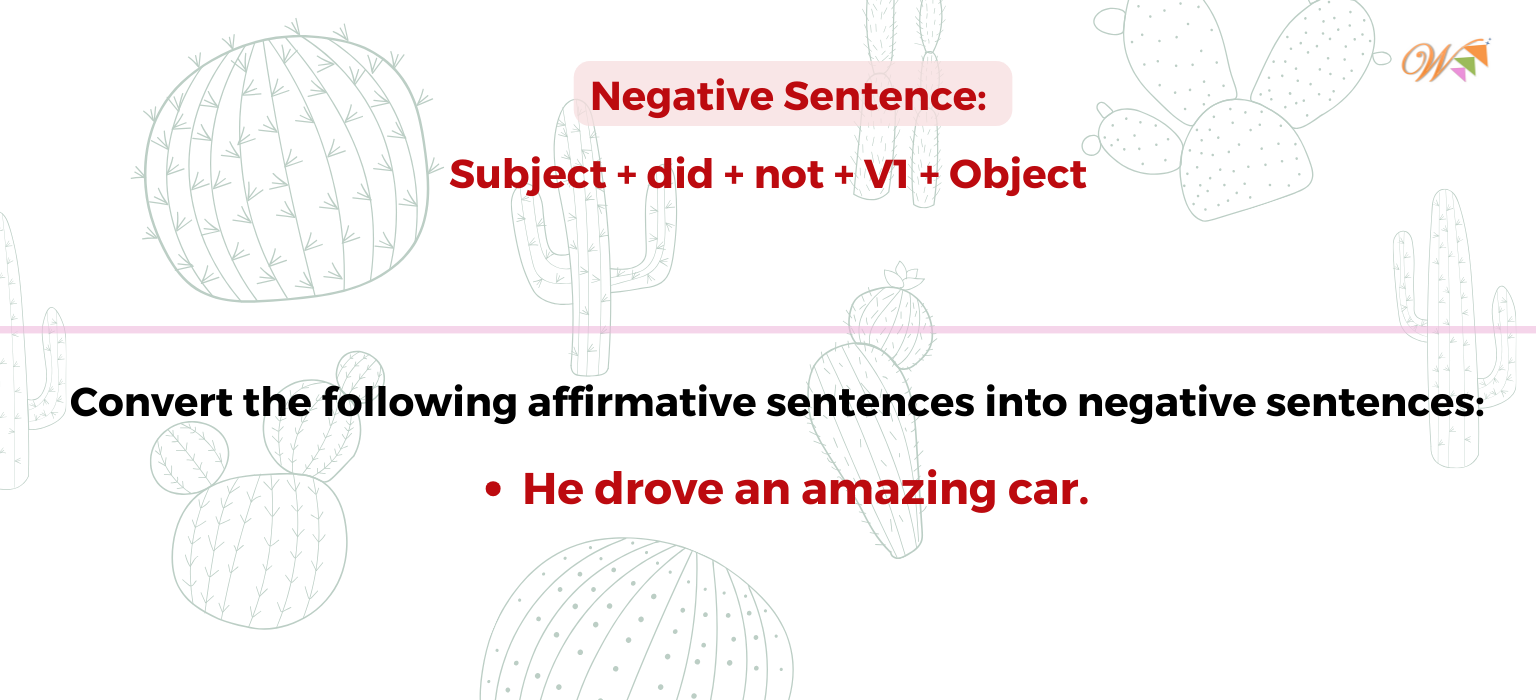 W
Negative Sentence:
Subject + did + not + V1 + Object
Convert the following affirmative sentences into negative sentences:
• He drove an amazing car.